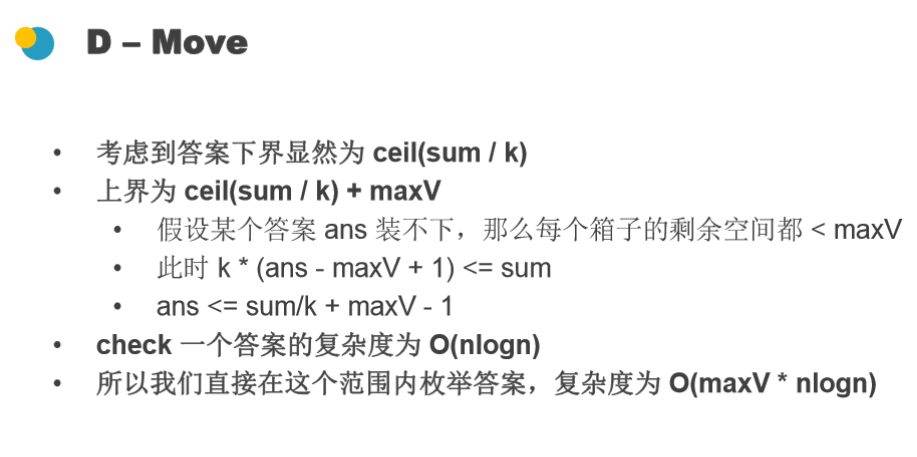 D – Move
• 考虑到答案下界显然为 ceil(sum / k)
• 上界为 ceil(sum / k) + maxV
• 假设某个答案 ans 装不下，那么每个箱子的剩余空间都 < maxV
• 此时 k * (ans - maxV + 1) <= sum
• ans <= sum/k + maxV - 1
• check 一个答案的复杂度为 O(nlogn)
• 所以我们直接在这个范围内枚举答案，复杂度为 O(maxV * nlogn)